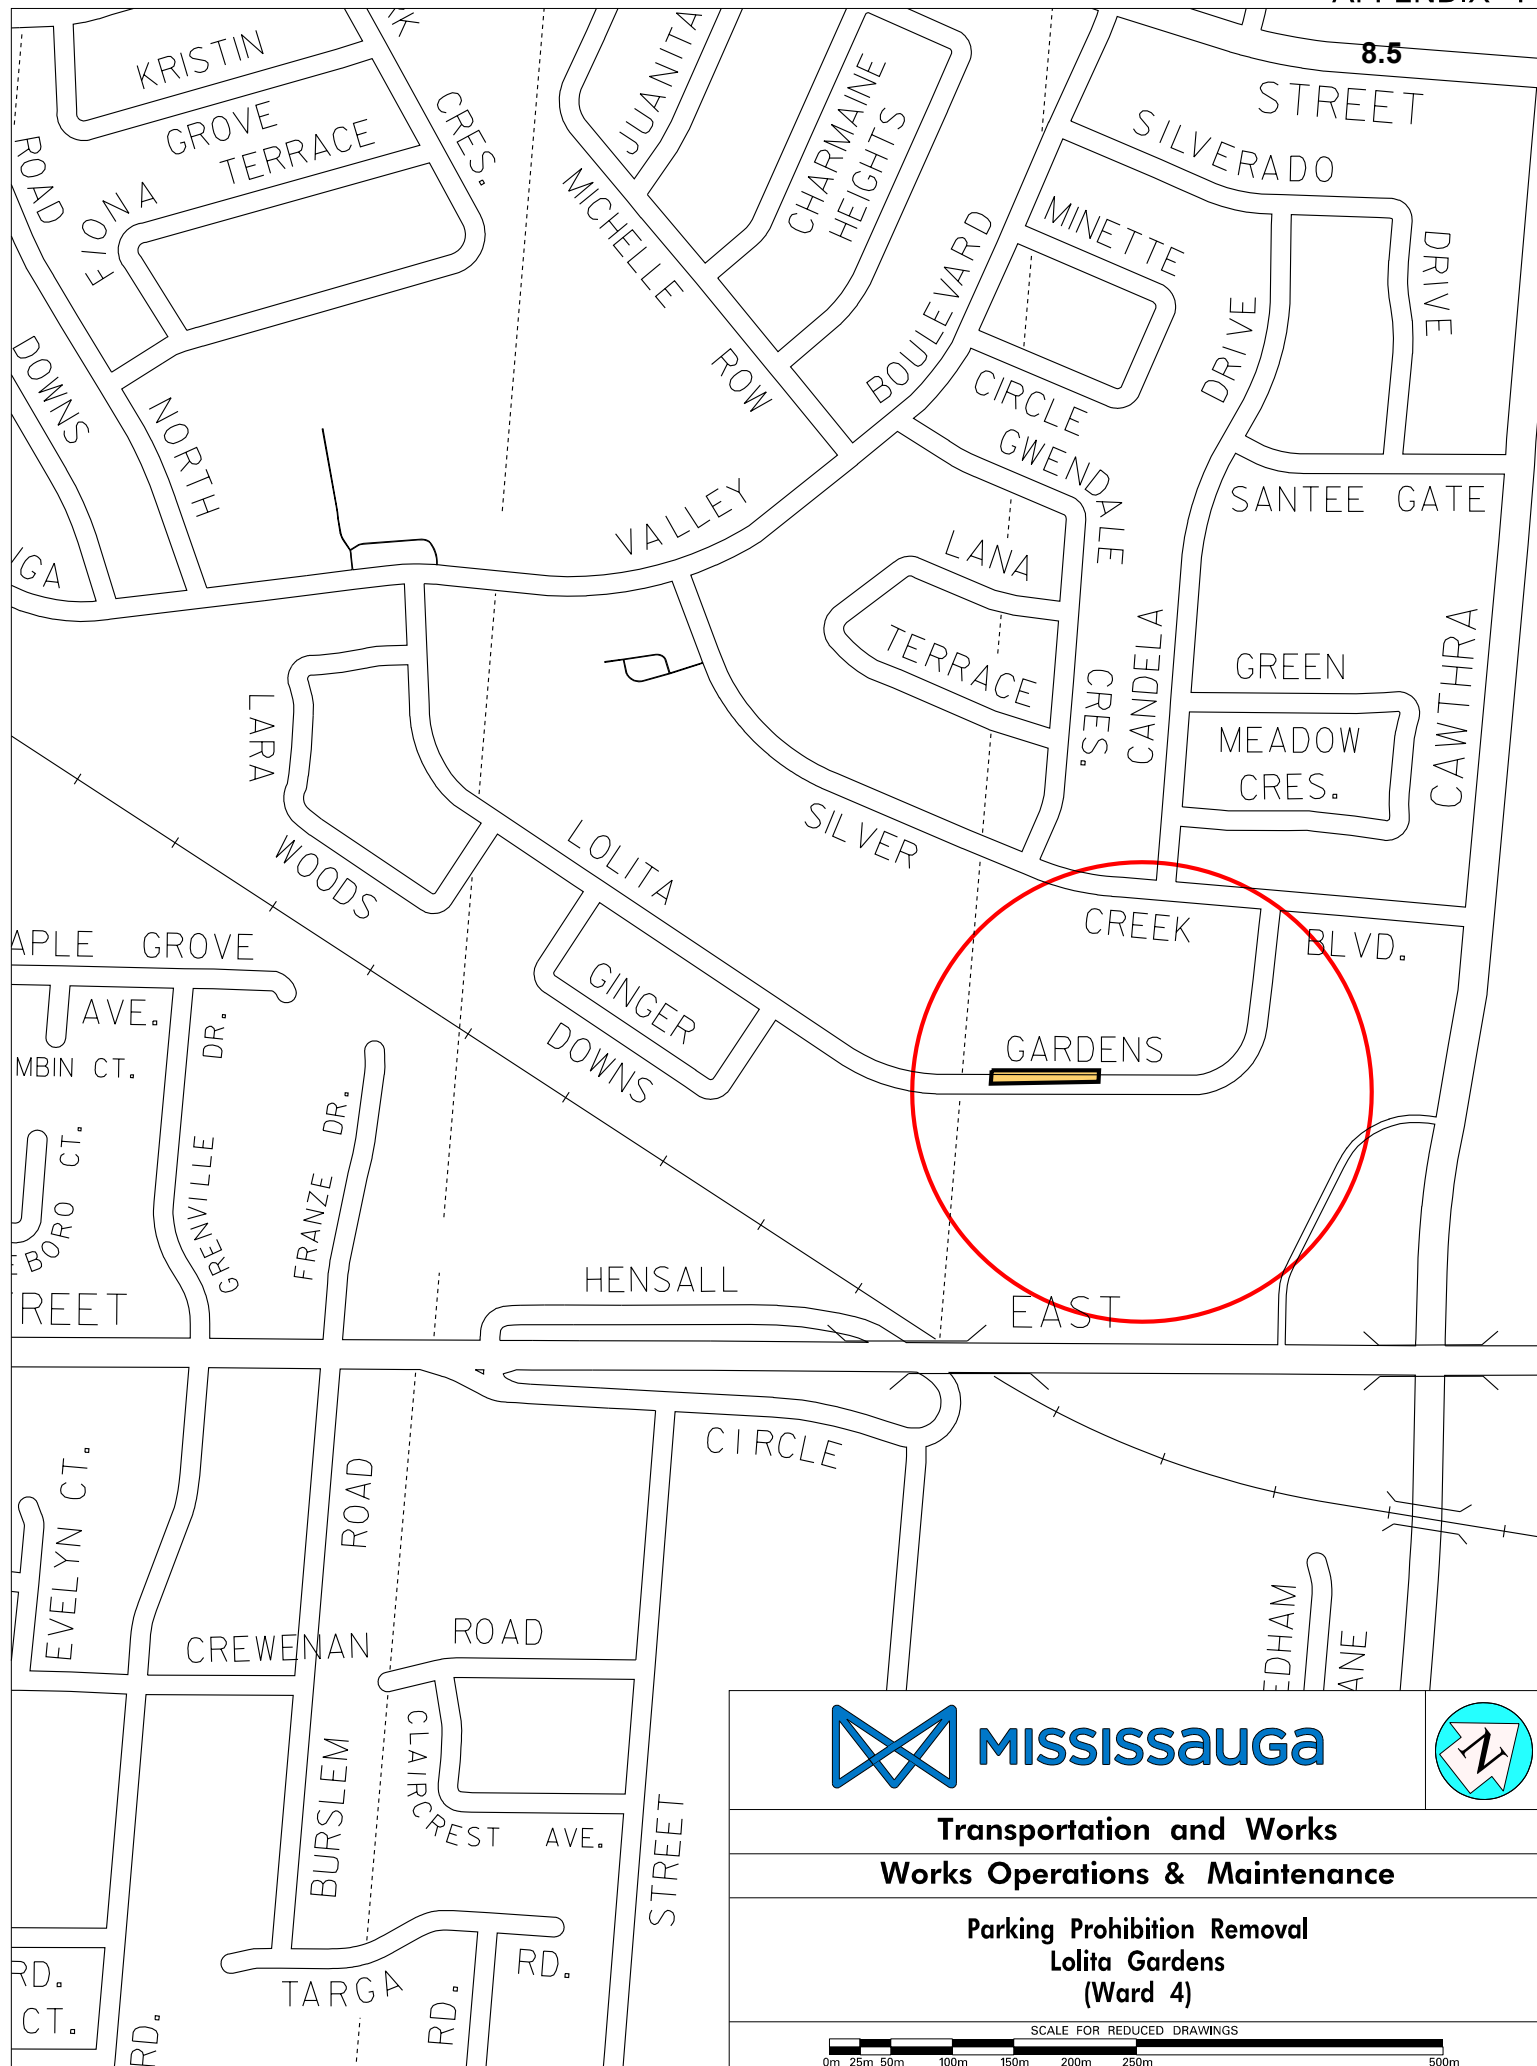 8.5
STREET
KRISTIN
GROVE
CRES.
FIONA TERRACE
ROAD
JUANITA
CHARMAINE
HEIGHTS
SILVERADO
DRIVE
MINETTE
CIRCLE
MICHELLE
ROW
BOULEVARD
VALLEY
DOWNS
NORTH
GWENDALE
CRES.
DRIVE
CANDELA
SANTEE GATE
LANA
TERRACE
GREEN
MEADOW
CRES.
CAWTHRA
LARA
WOODS
LOLITA
GARDENS
SILVER
CREEK
BLVD.
GINGER
DOWNS
GROVE
AVE.
CT.
DR.
GRENVILLE
FRANZE DR.
CT.
HENSALL
EAST
CIRCLE
EVELYN CT.
ROAD
BURSLEM
CREWENAN ROAD
CLAIRCREST AVE.
STREET
TARGA
RD.
RD.
RD.
CT.
RD.
MISSISSauGa
N
Transportation and Works
Works Operations & Maintenance
Parking Prohibition Removal
Lolita Gardens
(Ward 4)
SCALE FOR REDUCED DRAWINGS
0m 25m 50m 100m 150m 200m 250m 500m